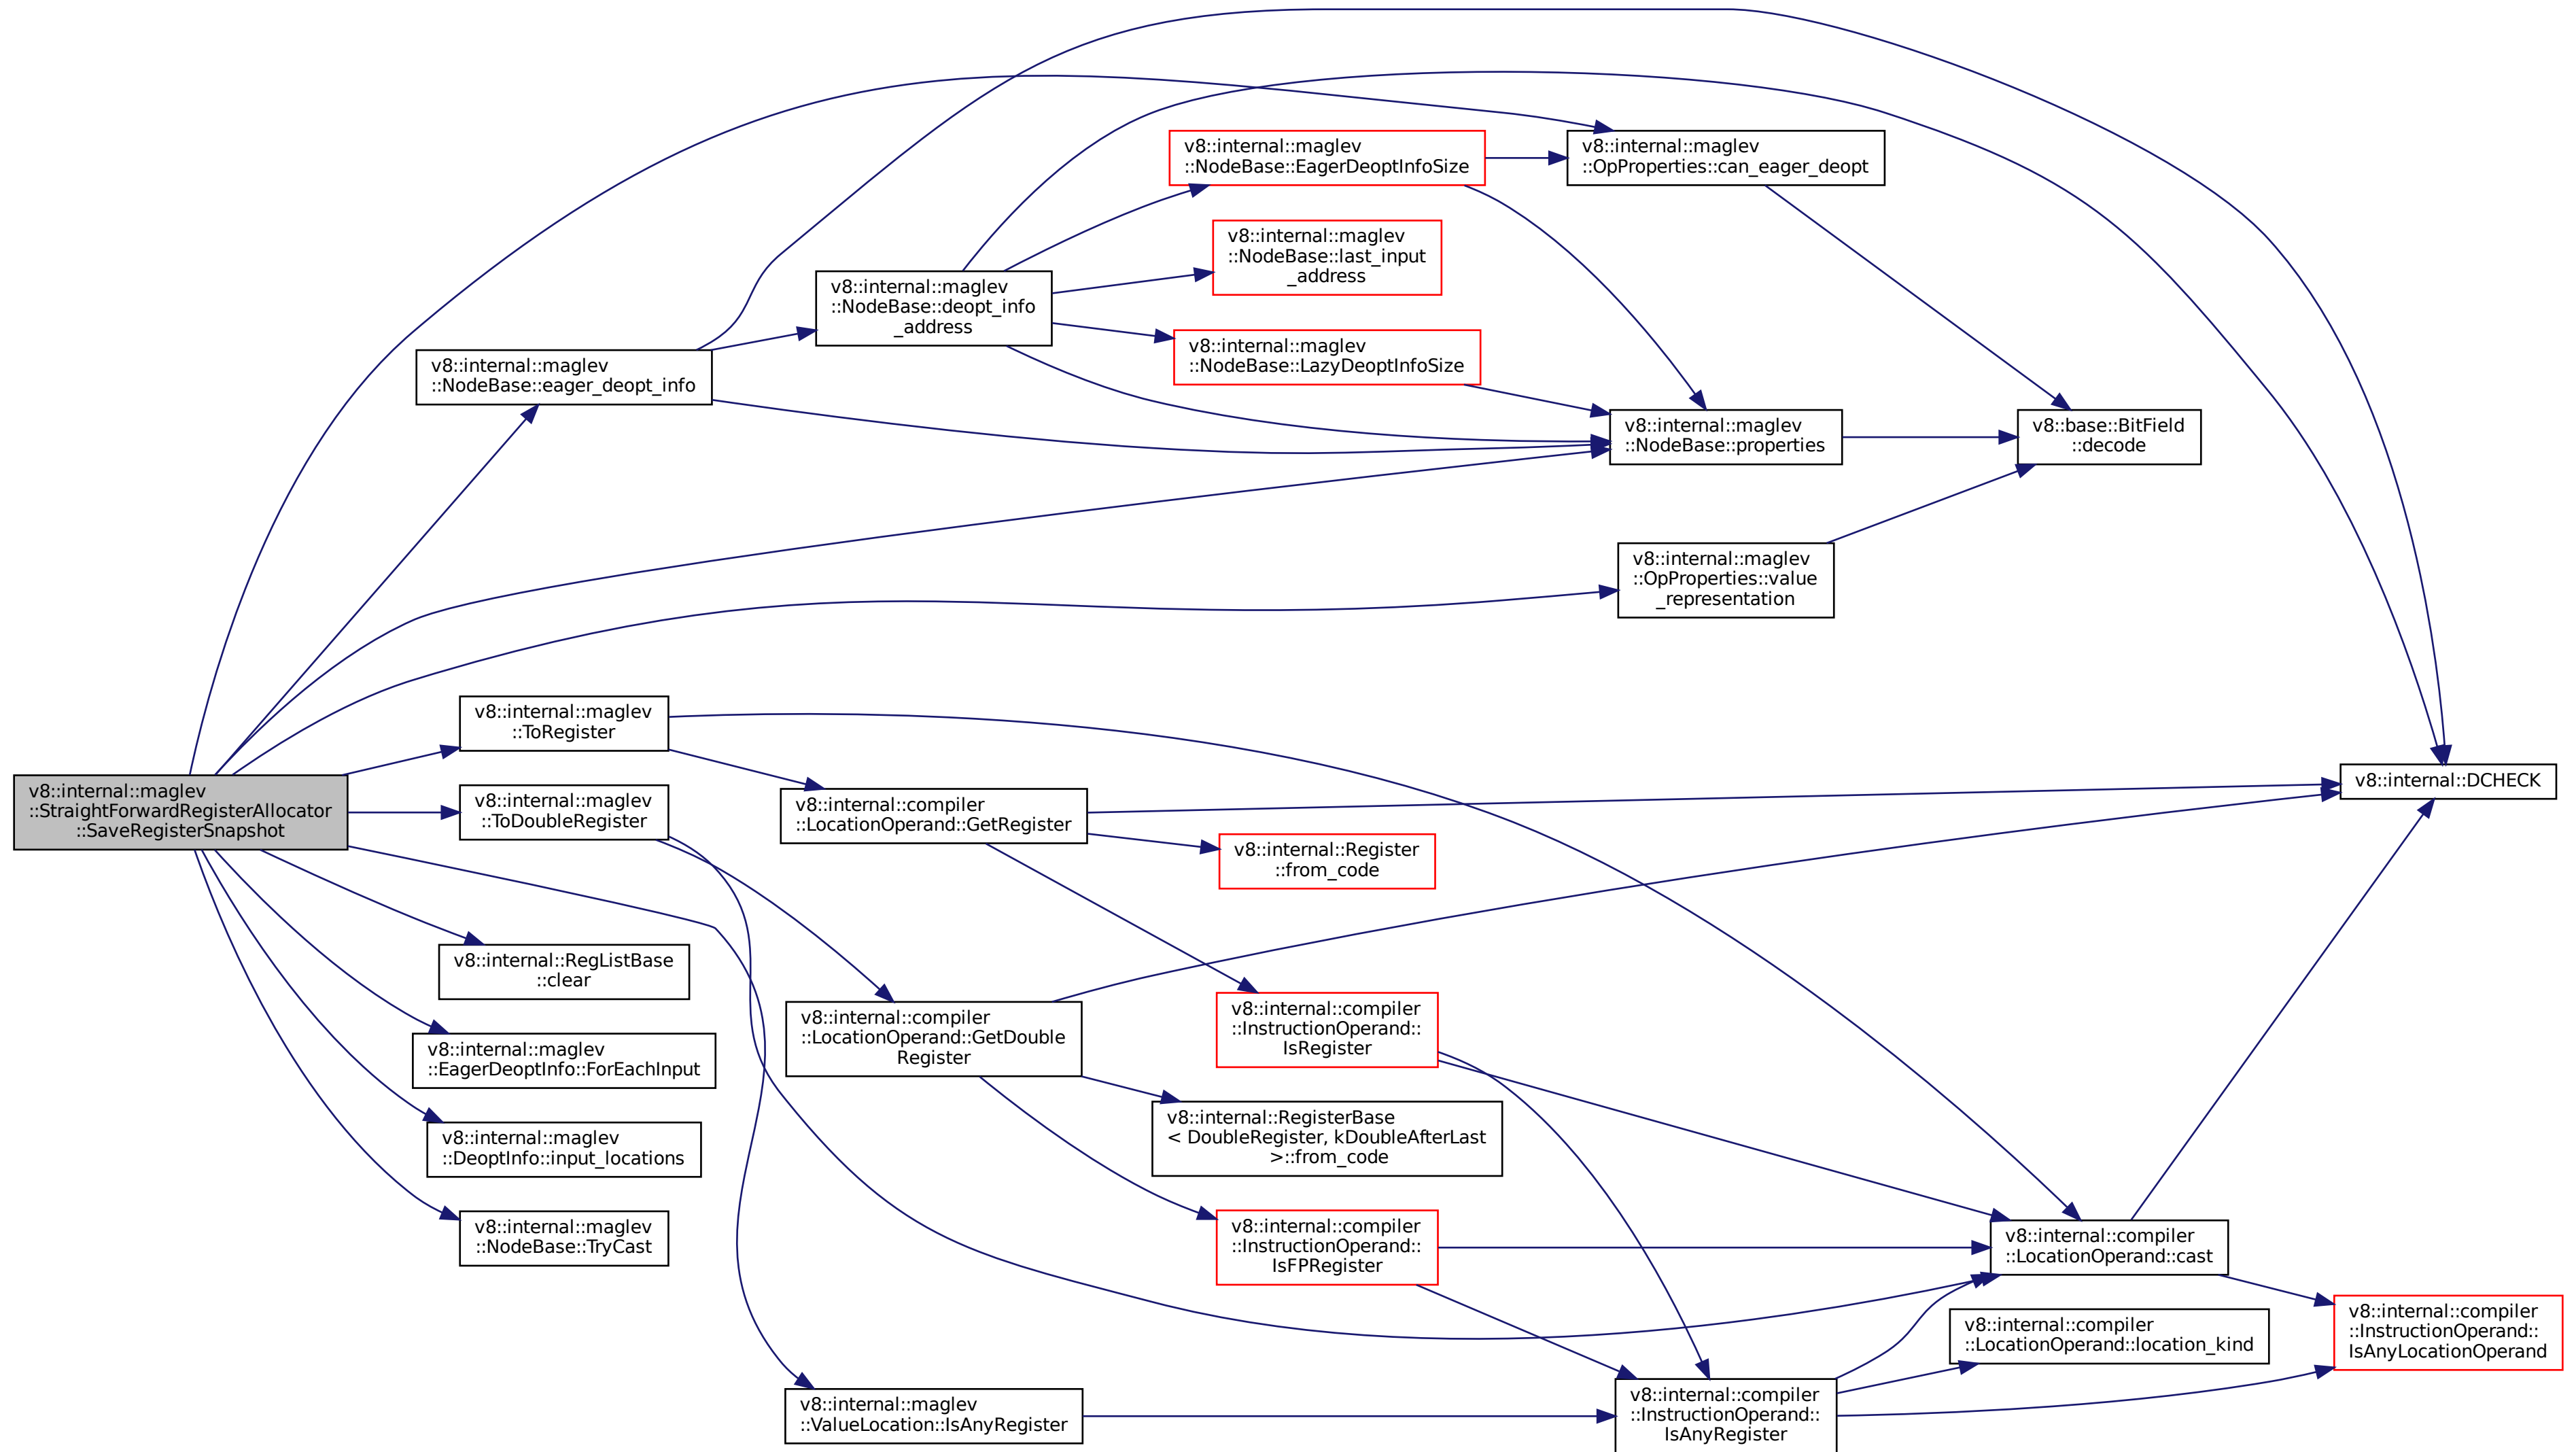 v8::internal::maglev
::StraightForwardRegisterAllocator
::SaveRegisterSnapshot
v8::internal::maglev
::NodeBase::eager_deopt_info
v8::internal::maglev
::NodeBase::deopt_info
_address
v8::internal::maglev
::NodeBase::EagerDeoptInfoSize
v8::internal::maglev
::OpProperties::can_eager_deopt
v8::internal::maglev
::NodeBase::last_input
_address
v8::internal::maglev
::NodeBase::LazyDeoptInfoSize
v8::internal::maglev
::NodeBase::properties
v8::base::BitField
::decode
v8::internal::maglev
::OpProperties::value
_representation
v8::internal::maglev
::ToRegister
v8::internal::maglev
::ToDoubleRegister
v8::internal::compiler
::LocationOperand::GetRegister
v8::internal::DCHECK
v8::internal::Register
::from_code
v8::internal::RegListBase
::clear
v8::internal::maglev
::EagerDeoptInfo::ForEachInput
v8::internal::maglev
::DeoptInfo::input_locations
v8::internal::maglev
::NodeBase::TryCast
v8::internal::compiler
::LocationOperand::GetDouble
Register
v8::internal::compiler
::InstructionOperand::
IsRegister
v8::internal::RegisterBase
< DoubleRegister, kDoubleAfterLast
>::from_code
v8::internal::compiler
::InstructionOperand::
IsFPRegister
v8::internal::compiler
::LocationOperand::cast
v8::internal::compiler
::LocationOperand::location_kind
v8::internal::compiler
::InstructionOperand::
IsAnyLocationOperand
v8::internal::maglev
::ValueLocation::IsAnyRegister
v8::internal::compiler
::InstructionOperand::
IsAnyRegister